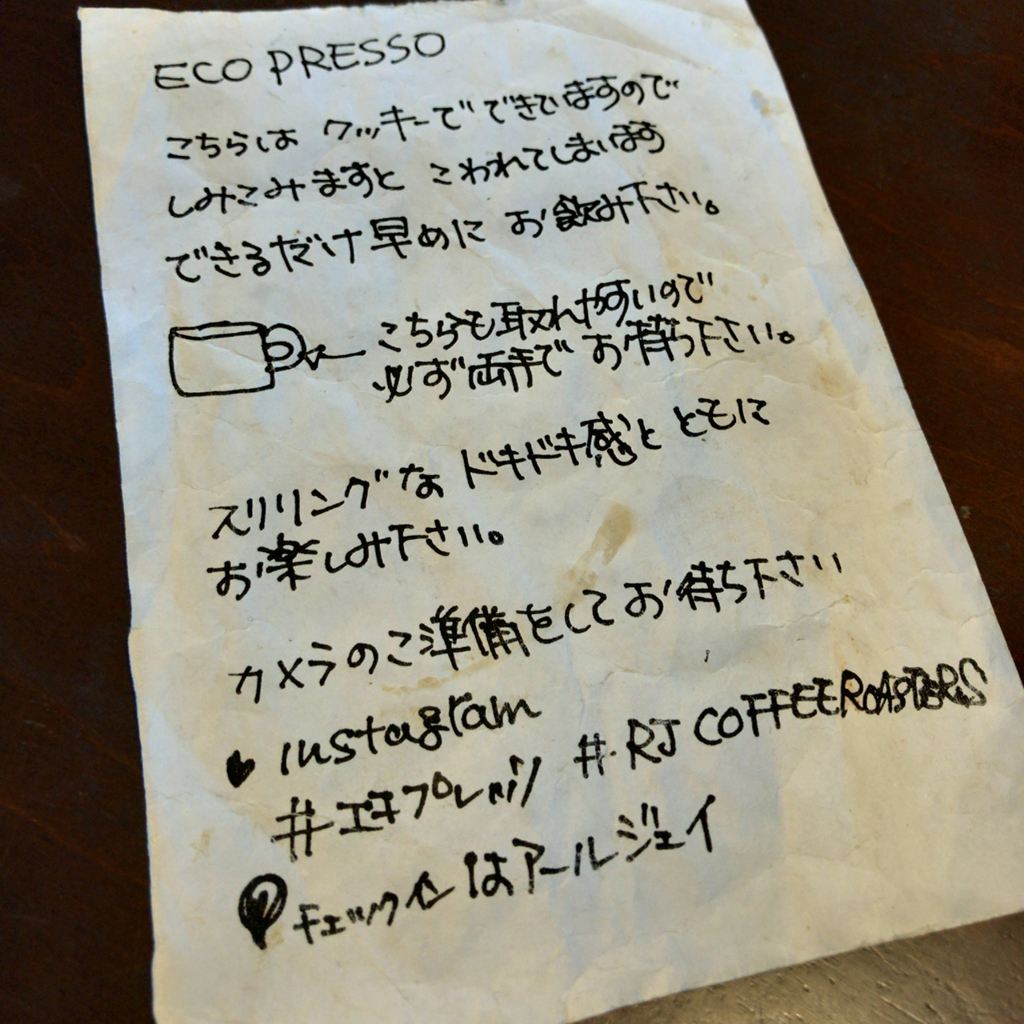 ECO PRESSO
こちらは クッキーで できていますので
しみこみますと こわれてしまいます
できるだけ早めに お飲み下さい。
こちらも取れやすいので
必ず両手で お持ち下さい。
スリリングな ドキドキ感と ともに
お楽しみ下さい。
カメラのご準備をしてお待ち下さい
Instagram
#エコプレッソ #RJ COFFEEROASTERS
チェックインはアールジェイ